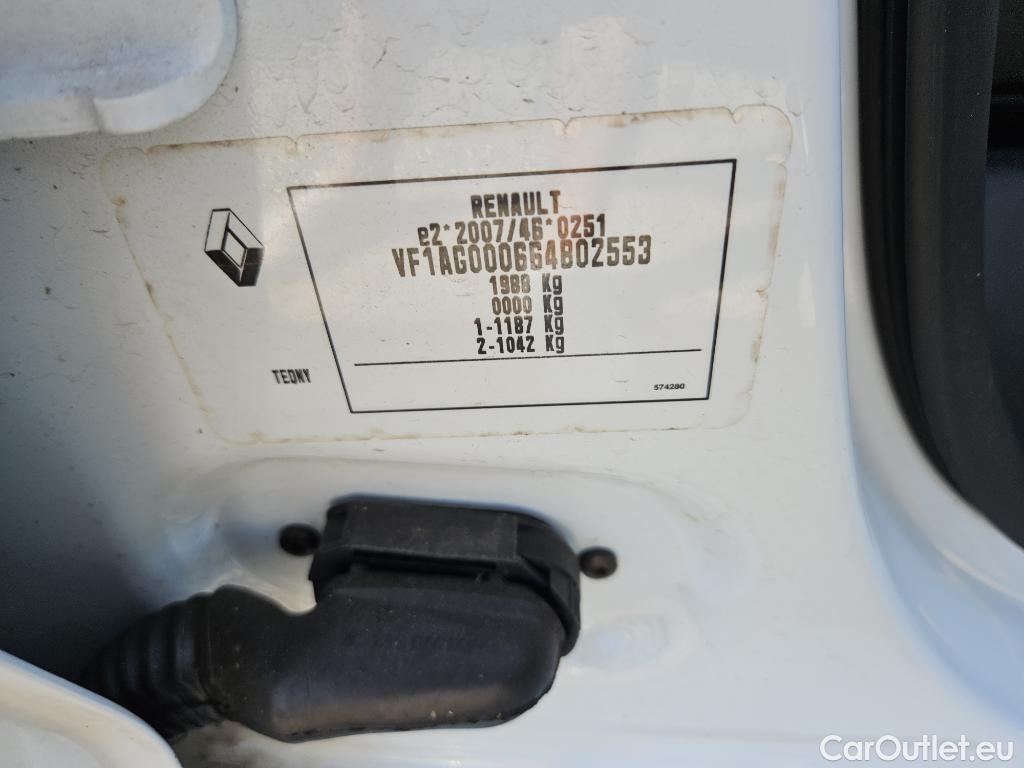 RENAULT
e2*2007/46*0251
VF1AG000664802553
1988 Kg
0000 Kg
1-1187 Kg
2-1042 Kg
TEQNY
574280
CarOutlet.eu